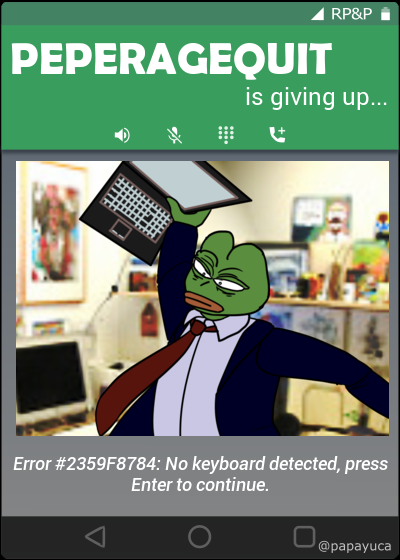 RP&P
PEPERAGEQUIT
is giving up...
Error #2359F8784: No keyboard detected, press
Enter to continue.
@papayuca